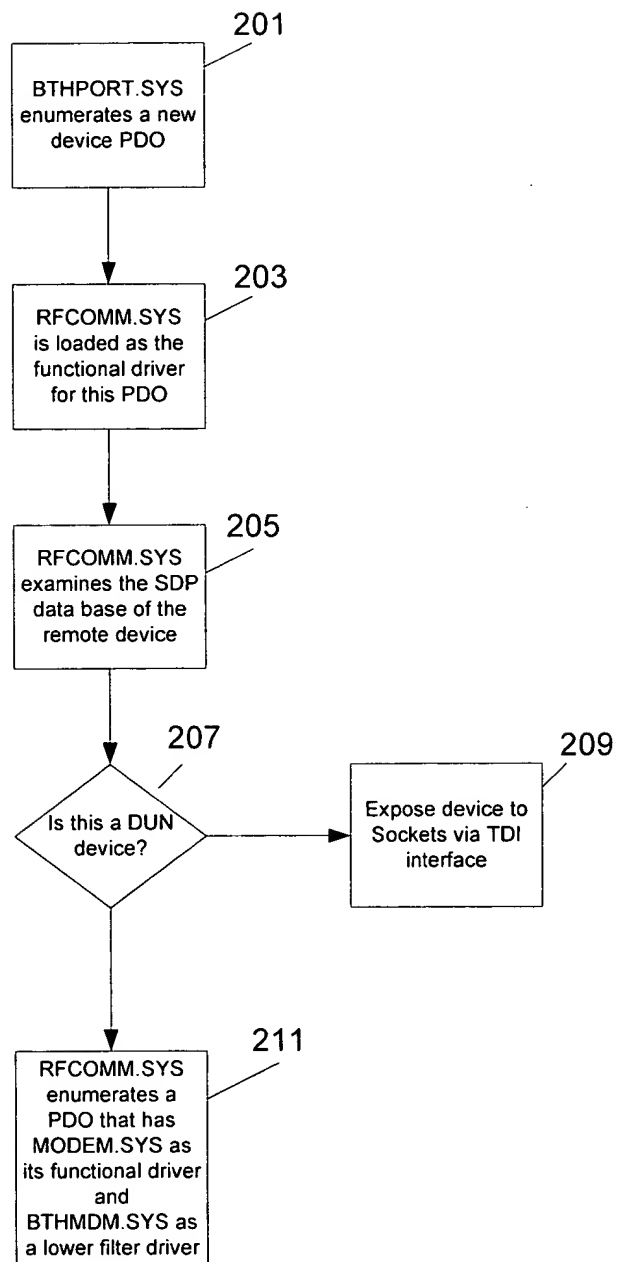 201
BTHPORT.SYS
enumerates a new
device PDO
203
RFCOMM.SYS
is loaded as the
functional driver
for this PDO
205
RFCOMM.SYS
examines the SDP
data base of the
remote device
207
Is this a DUN
device?
209
Expose device to
Sockets via TDI
interface
211
RFCOMM.SYS
enumerates a
PDO that has
MODEM.SYS as
its functional driver
and
BTHMDM.SYS as
a lower filter driver